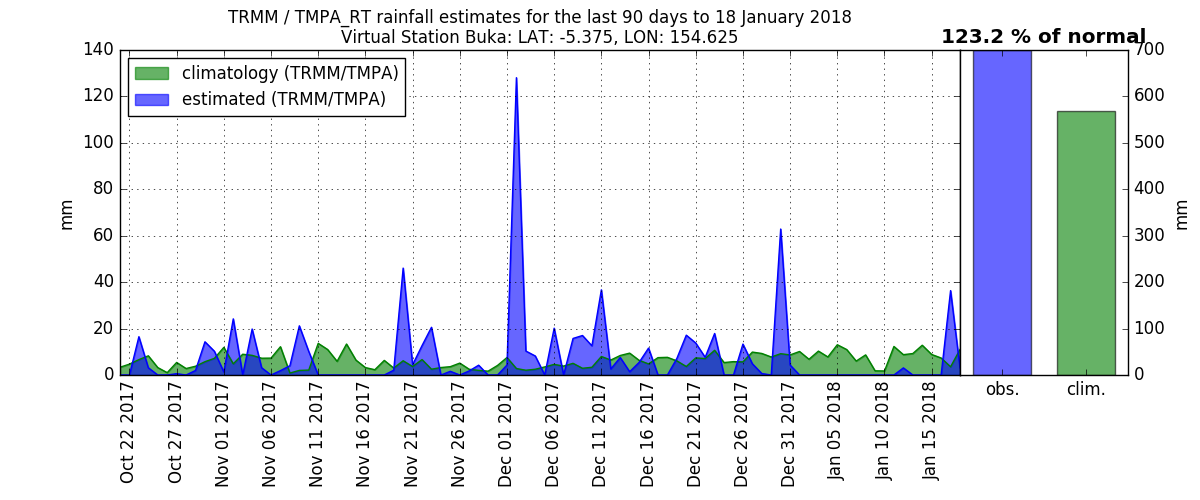 TRMM / TMPA_RT rainfall estimates for the last 90 days to 18 January 2018
Virtual Station Buka: LAT: -5.375, LON: 154.625
123.2 % of normal
climatology (TRMM/TMPA)
estimated (TRMM/TMPA)
mm
140
120
100
80
60
40
20
0
700
600
500
400
300
200
100
0
mm
Oct 22 2017
Oct 27 2017
Nov 01 2017
Nov 06 2017
Nov 11 2017
Nov 16 2017
Nov 21 2017
Nov 26 2017
Dec 01 2017
Dec 06 2017
Dec 11 2017
Dec 16 2017
Dec 21 2017
Dec 26 2017
Dec 31 2017
Jan 05 2018
Jan 10 2018
Jan 15 2018
obs.
clim.